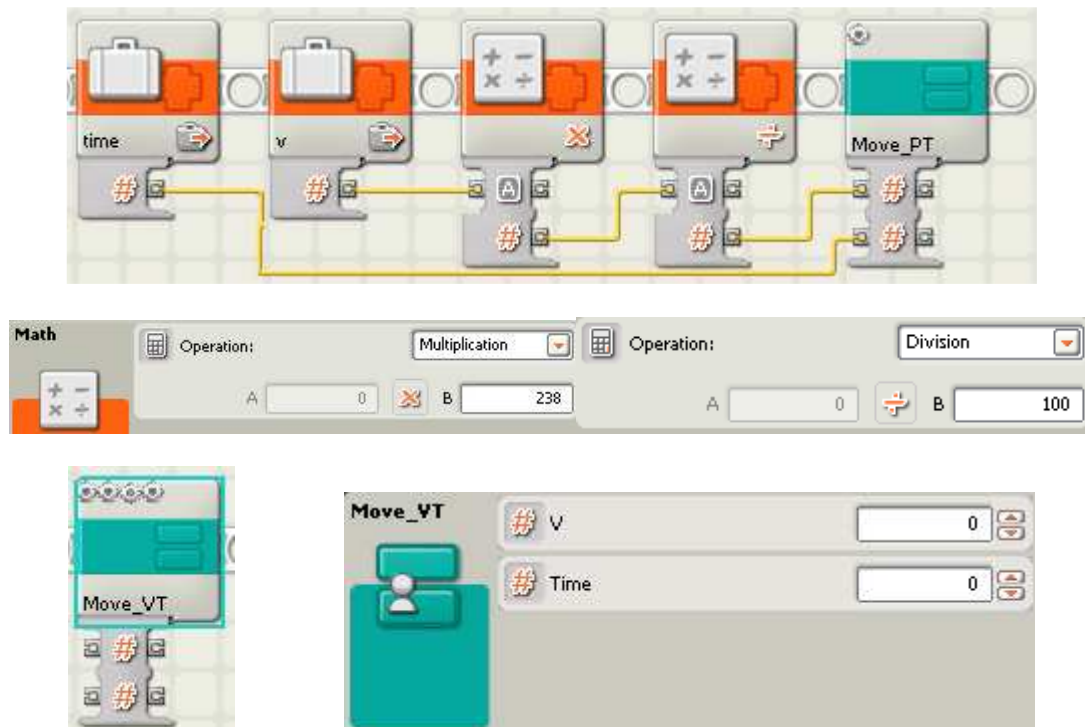 time
v
Move_PT
A
A
#
#
#
#
#
#
Math
Operation:
Multiplication
A
0
B
238
Operation:
Division
A
0
B
100
Move_VT
#
#
Move_VT
# V
0
# Time
0